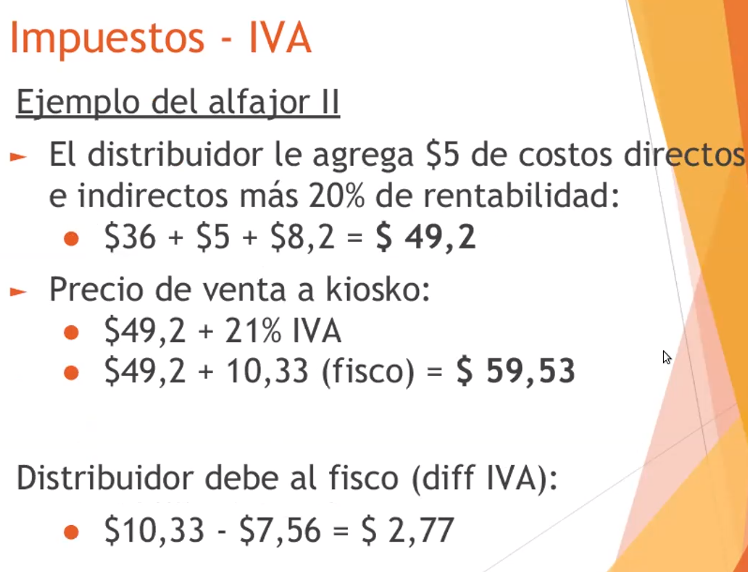 Impuestos - IVA
Ejemplo del alfajor II
► El distribuidor le agrega $5 de costos directos
e indirectos más 20% de rentabilidad:
● $36 + $5 + $8,2 = $ 49,2
► Precio de venta a kiosko:
● $49,2 + 21% IVA
● $49,2 + 10,33 (fisco) = $ 59,53
Distribuidor debe al fisco (diff IVA):
● $10,33 - $7,56 = $ 2,77